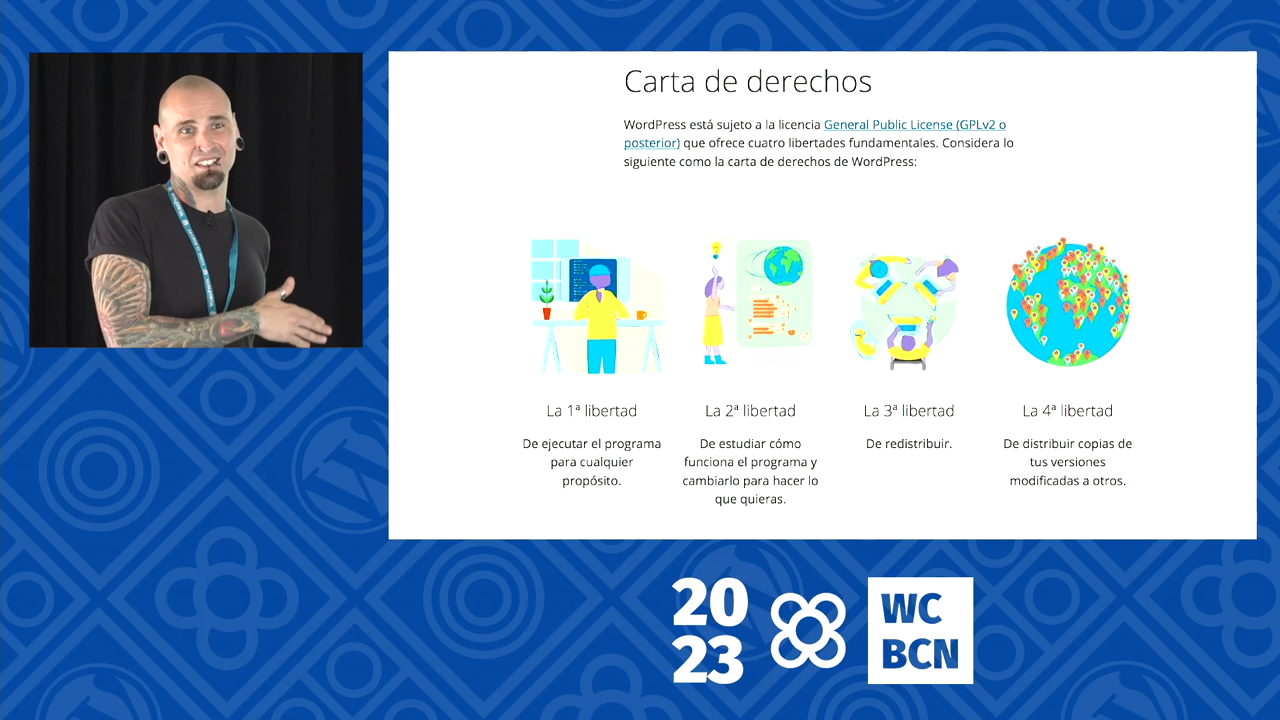 Carta de derechos
WordPress está sujeto a la licencia General Public License (GPLv2 o
posterior) que ofrece cuatro libertades fundamentales. Considera lo
siguiente como la carta de derechos de WordPress:
La 1ª libertad
De ejecutar el programa
para cualquier
propósito.
La 2ª libertad
De estudiar cómo
funciona el programa y
cambiarlo para hacer lo
que quieras.
La 3ª libertad
De redistribuir.
La 4ª libertad
De distribuir copias de
tus versiones
modificadas a otros.
20
23
WC
BCN